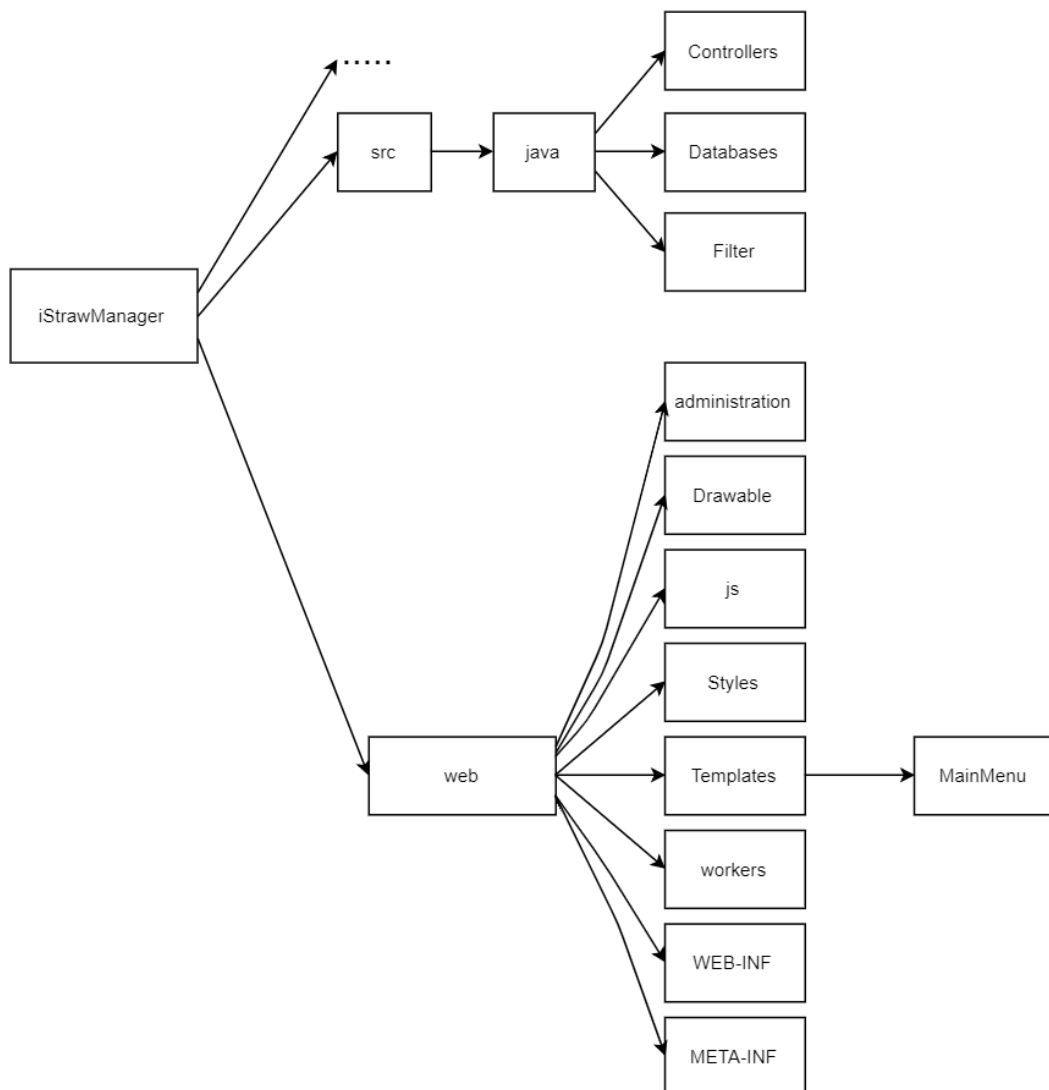 .....
Controllers
src
java
Databases
Filter
iStrawManager
administration
Drawable
js
Styles
web
Templates
MainMenu
workers
WEB-INF
META-INF